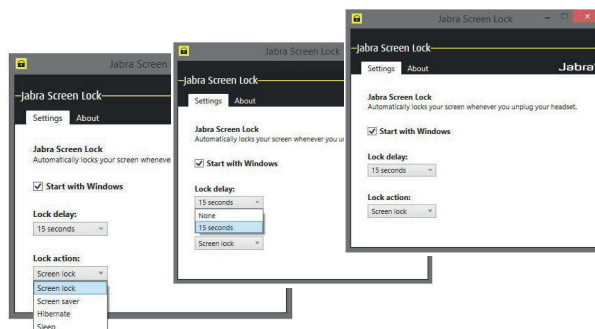 Jabra Screen
Jabra Screen Lock
Settings About
Jabra Screen Lock
Automatically locks your screen wheneve
Start with Windows
Lock delay:
15 seconds
Lock action:
Screen lock
Screen lock
Screen saver
Hibernate
Sleep
Jabra Screen Lock
Jabra Screen Lock
Settings About
Jabra Screen Lock
Automatically locks your screen whenever you u
Start with Windows
Lock delay:
15 seconds
None
15 seconds
Screen lock
Jabra Screen Lock
Jabra Screen Lock
Settings About Jabra
Jabra Screen Lock
Automatically locks your screen whenever you unplug your headset.
Start with Windows
Lock delay:
15 seconds
Lock action:
Screen lock